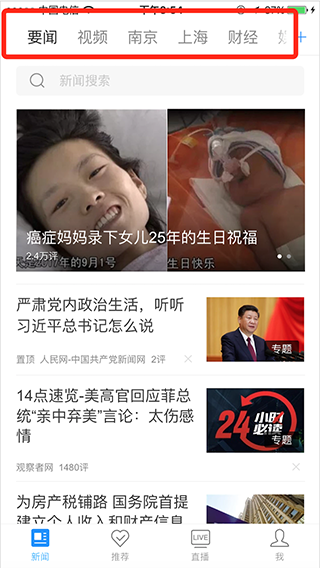 中国电信
下午8:54
要闻 视频 南京 上海 财经
新闻搜索
癌症妈妈录下女儿25年的生日祝福
2.4万评
2017年的9月1号
生日快乐
严肃党内政治生活，听听
习近平总书记怎么说
专题
置顶 人民网-中国共产党新闻网 2评
14点速览-美高官回应菲总
统“亲中弃美”言论：太伤感
情
24小时必读
专题
观察者网 1480评
为房产税铺路 国务院首提
建立个人收入和财产信息
新闻 推荐 直播 我
LIVE